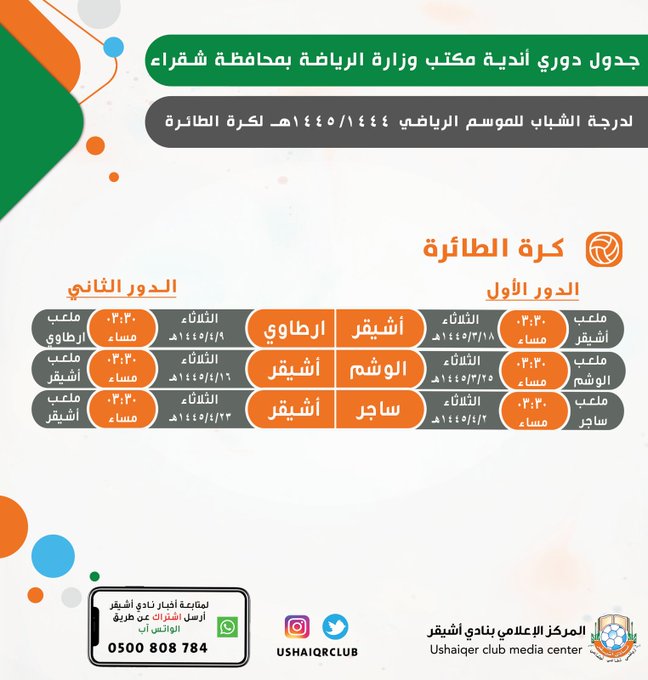 جدول دوري أندية مكتب وزارة الرياضة بمحافظة شقراء
لدرجة الشباب للموسم الرياضي ١٤٤٥/١٤٤٤هـ لكرة الطائرة
كرة الطائرة
الدور الأول
الدور الثاني
ملعب أشيقر
٠٣:٣٠ مساء
الثلاثاء ١٤٤٥/٣/١٨هـ
أشيقر
ارطاوي
الثلاثاء ١٤٤٥/٤/٩هـ
٠٣:٣٠ مساء
ملعب ارطاوي
ملعب الوشم
٠٣:٣٠ مساء
الثلاثاء ١٤٤٥/٣/٢٥هـ
الوشم
أشيقر
الثلاثاء ١٤٤٥/٤/١٦هـ
٠٣:٣٠ مساء
ملعب أشيقر
ملعب ساجر
٠٣:٣٠ مساء
الثلاثاء ١٤٤٥/٤/٢هـ
ساجر
أشيقر
الثلاثاء ١٤٤٥/٤/٢٣هـ
٠٣:٣٠ مساء
ملعب أشيقر
المركز الإعلامي بنادي أشيقر
Ushaiqer club media center
USHAIQRCLUB
لمتابعة أخبار نادي أشيقر
أرسل اشتراك عن طريق
الواتس آب
0500 808 784